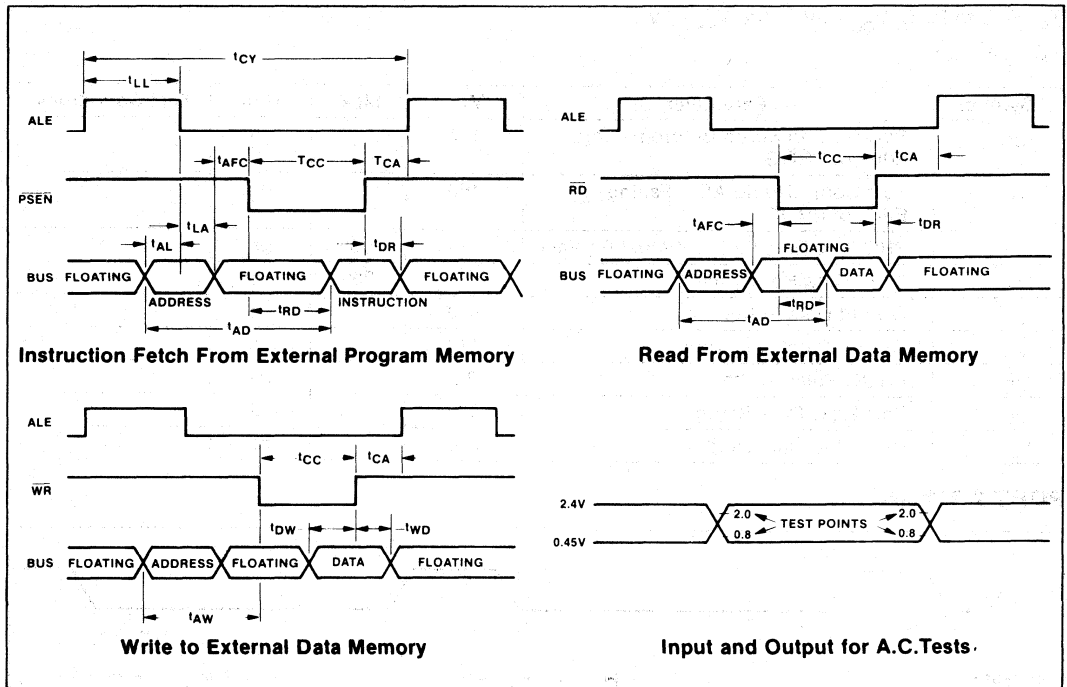 tCY
tLL
ALE
tAFC TCC TCA
PSEN
tLA
tAL tDR
BUS FLOATING FLOATING FLOATING
ADDRESS INSTRUCTION
tRD
tAD
Instruction Fetch From External Program Memory
ALE
tCC tCA
RD
tAFC tDR
FLOATING
BUS FLOATING ADDRESS DATA FLOATING
tRD
tAD
Read From External Data Memory
ALE
tCC tCA
WR
tDW tWD
BUS FLOATING ADDRESS FLOATING DATA FLOATING
tAW
Write to External Data Memory
2.4V
2.0 TEST POINTS 2.0
0.8 0.8
0.45V
Input and Output for A.C.Tests